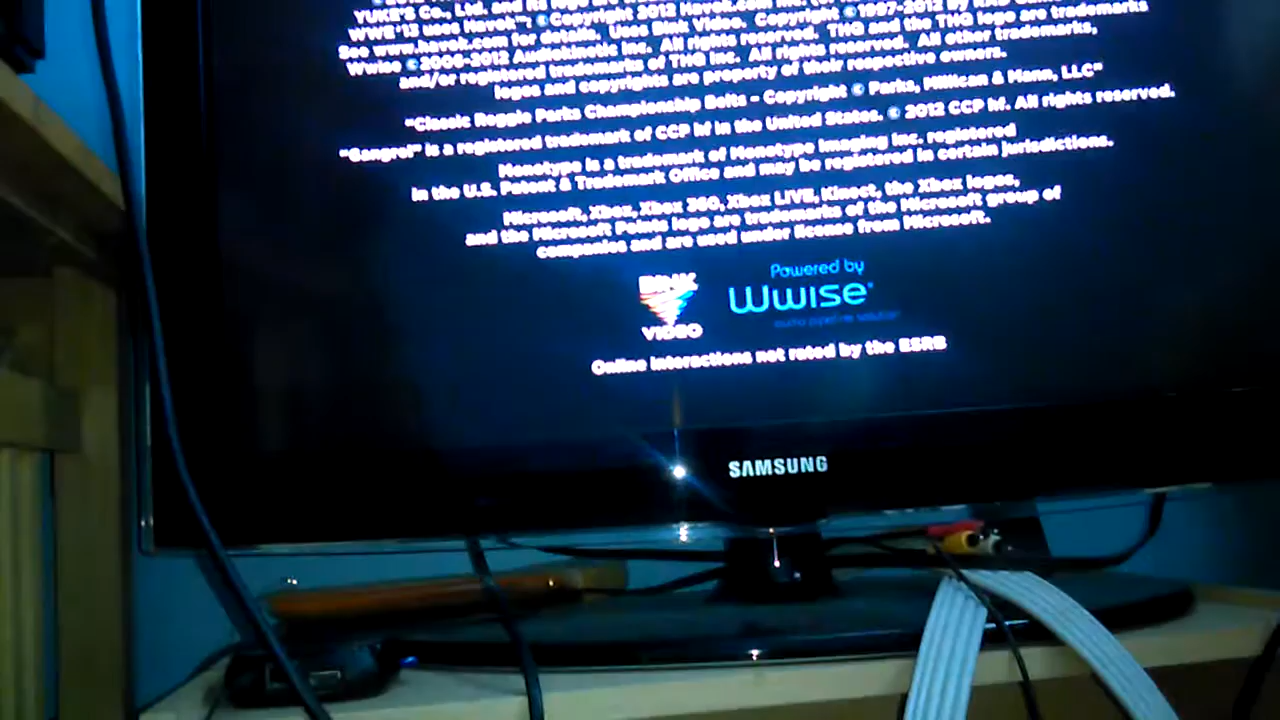 YUKE'S Co., Ltd. and its logo are
WWE '13 uses Havok™: © Copyright 2012 Havok.com Inc.
See www.havok.com for details. Uses Bink Video. Copyright © 1997-2012 by RAD
Wwise © 2006-2012 Audiokinetic Inc. All rights reserved. THQ and the THQ logo are trademarks
and/or registered trademarks of THQ Inc. All rights reserved. All other trademarks,
logos and copyrights are property of their respective owners.
"Classic Reggie Parks Championship Belts - Copyright © Parks, Millican & Mann, LLC"
"Gangrel" is a registered trademark of CCP hf in the United States. © 2012 CCP hf. All rights reserved.
Monotype is a trademark of Monotype Imaging Inc. registered
in the U.S. Patent & Trademark Office and may be registered in certain jurisdictions.
Microsoft, Xbox, Xbox 360, Xbox LIVE, Kinect, the Xbox logos,
and the Microsoft Points logo are trademarks of the Microsoft group of
companies and are used under license from Microsoft.
BINK
VIDEO
Powered by
Wwise
audio pipeline solution
Online Interactions not rated by the ESRB
SAMSUNG